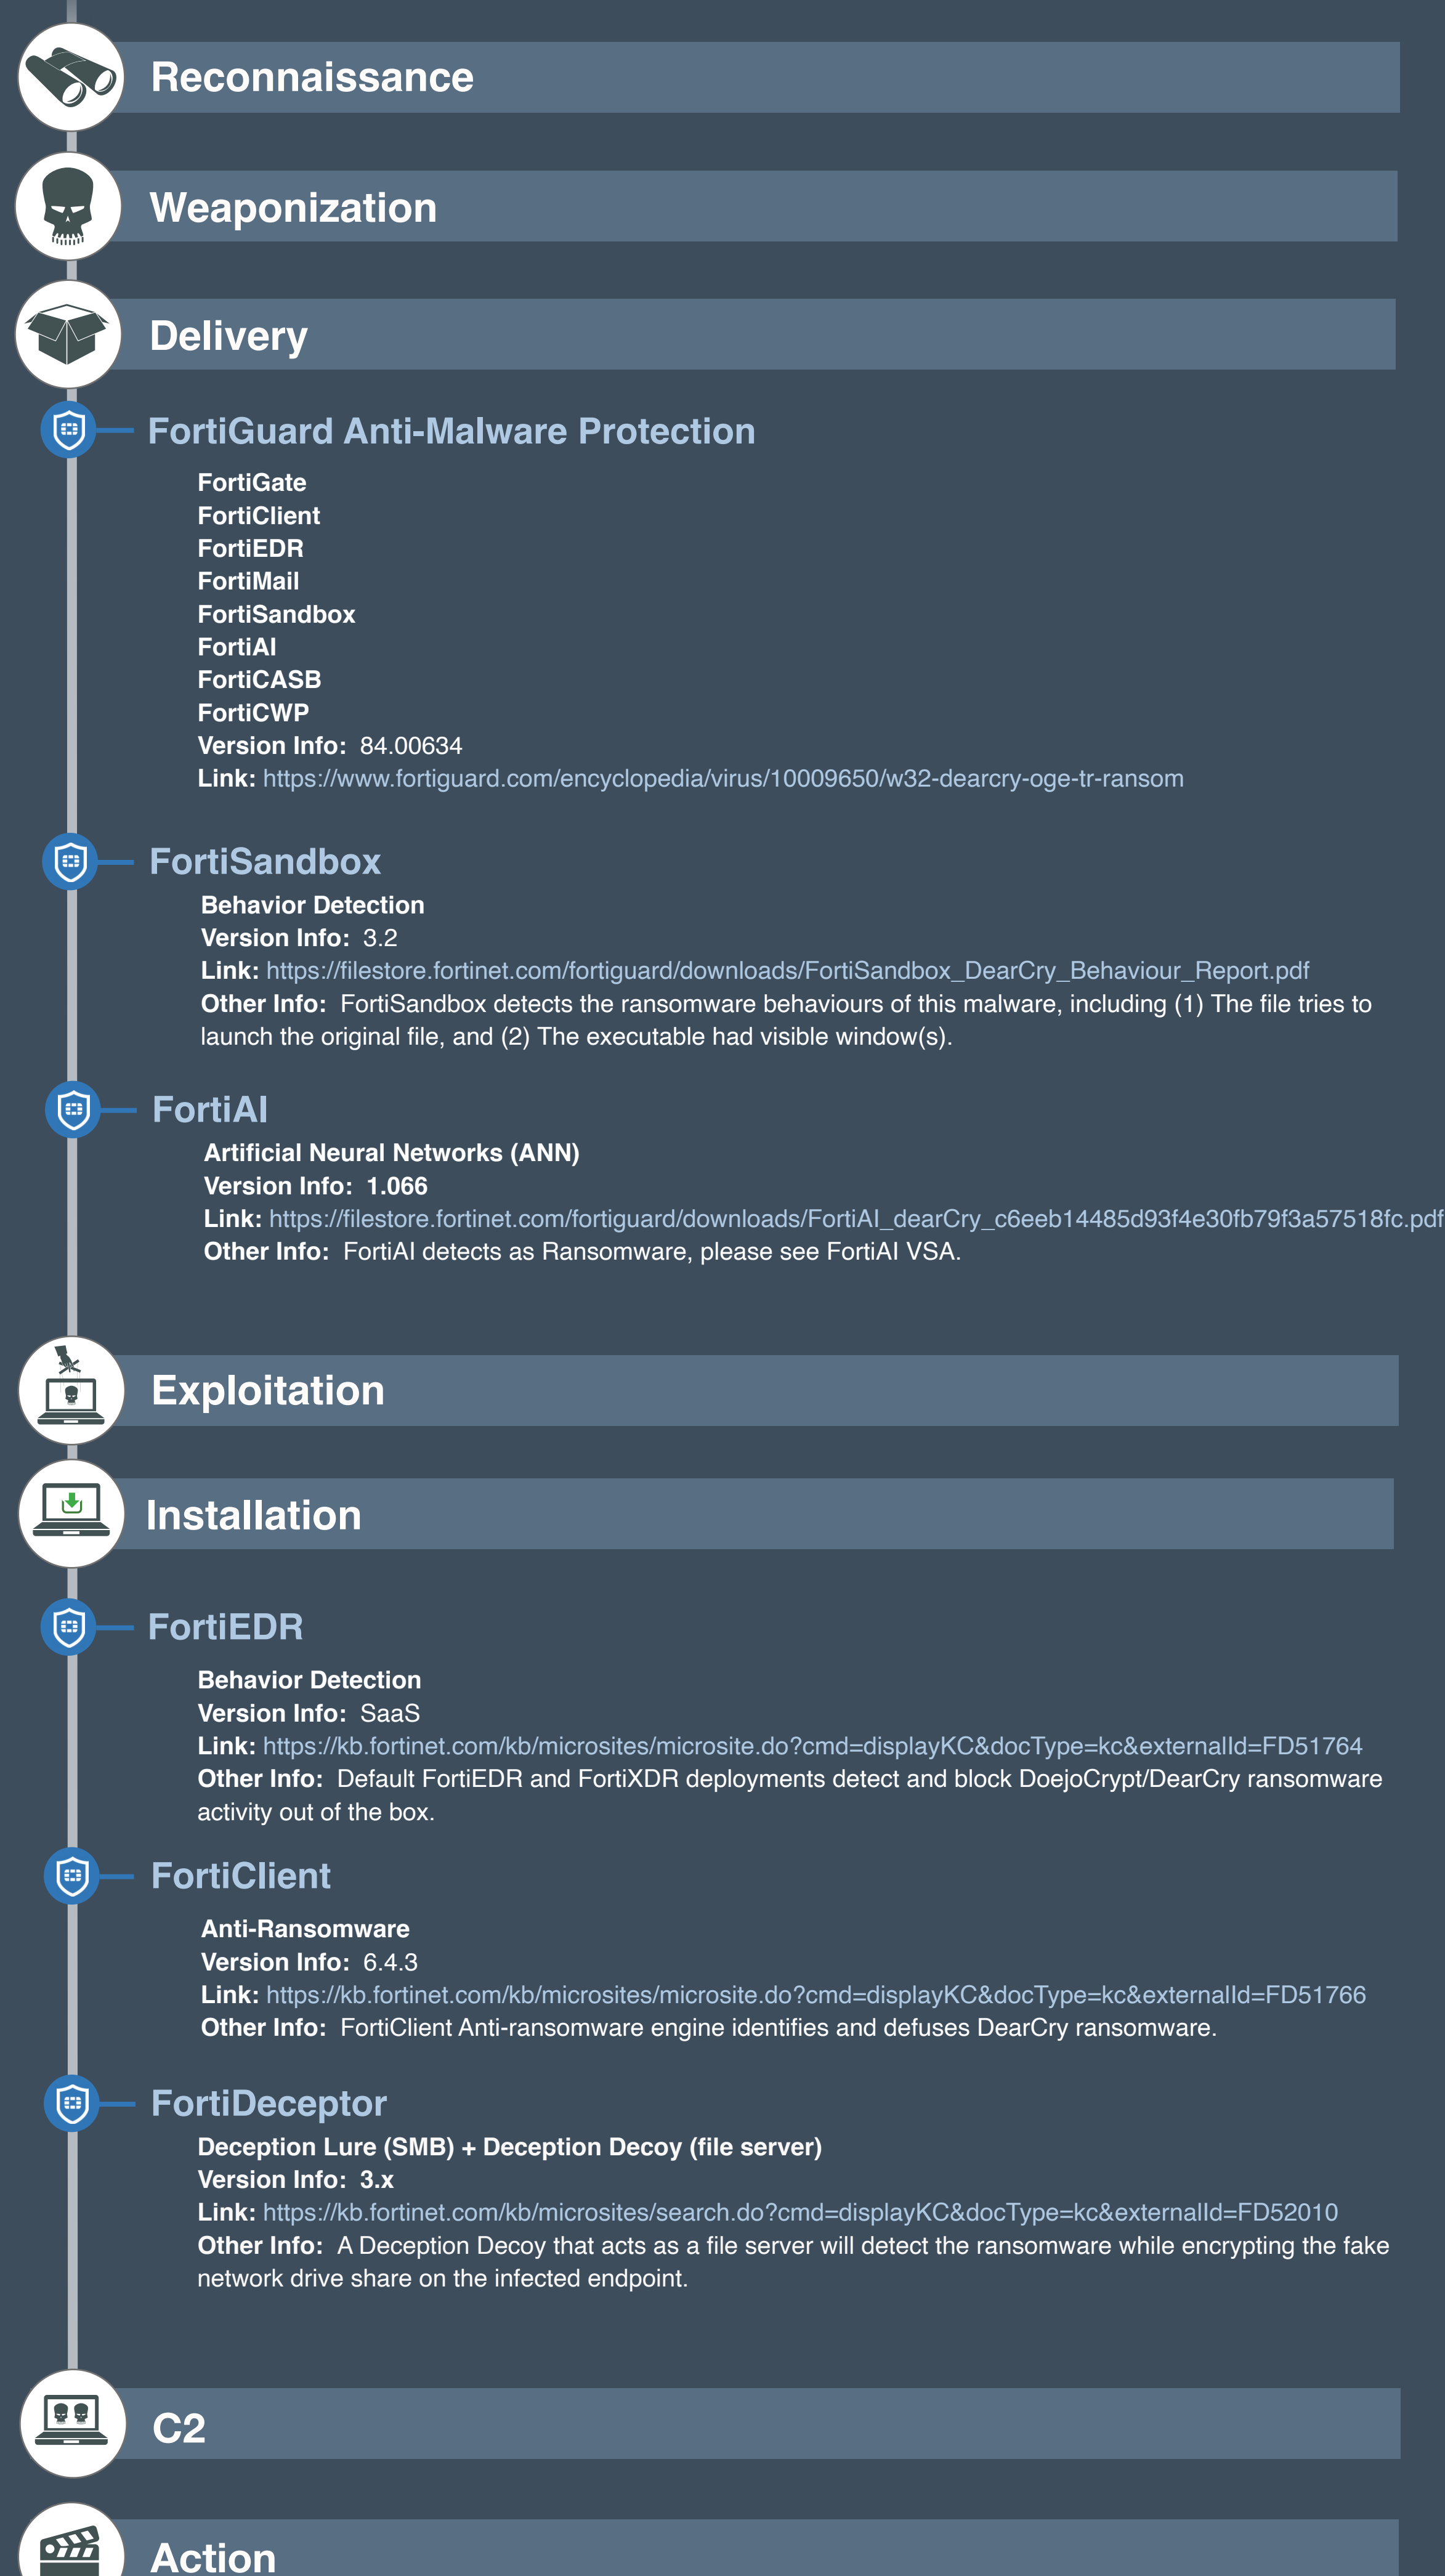 Reconnaissance
Weaponization
Delivery
FortiGuard Anti-Malware Protection
FortiGate
FortiClient
FortiEDR
FortiMail
FortiSandbox
FortiAI
FortiCASB
FortiCWP
Version Info: 84.00634
Link: https://www.fortiguard.com/encyclopedia/virus/10009650/w32-dearcry-oge-tr-ransom
FortiSandbox
Behavior Detection
Version Info: 3.2
Link: https://filestore.fortinet.com/fortiguard/downloads/FortiSandbox_DearCry_Behaviour_Report.pdf
Other Info: FortiSandbox detects the ransomware behaviours of this malware, including (1) The file tries to
launch the original file, and (2) The executable had visible window(s).
FortiAI
Artificial Neural Networks (ANN)
Version Info: 1.066
Link: https://filestore.fortinet.com/fortiguard/downloads/FortiAI_dearCry_c6eeb14485d93f4e30fb79f3a57518fc.pdf
Other Info: FortiAI detects as Ransomware, please see FortiAI VSA.
Exploitation
Installation
FortiEDR
Behavior Detection
Version Info: SaaS
Link: https://kb.fortinet.com/kb/microsites/microsite.do?cmd=displayKC&docType=kc&externalId=FD51764
Other Info: Default FortiEDR and FortiXDR deployments detect and block DoejoCrypt/DearCry ransomware
activity out of the box.
FortiClient
Anti-Ransomware
Version Info: 6.4.3
Link: https://kb.fortinet.com/kb/microsites/microsite.do?cmd=displayKC&docType=kc&externalId=FD51766
Other Info: FortiClient Anti-ransomware engine identifies and defuses DearCry ransomware.
FortiDeceptor
Deception Lure (SMB) + Deception Decoy (file server)
Version Info: 3.x
Link: https://kb.fortinet.com/kb/microsites/search.do?cmd=displayKC&docType=kc&externalId=FD52010
Other Info: A Deception Decoy that acts as a file server will detect the ransomware while encrypting the fake
network drive share on the infected endpoint.
C2
Action